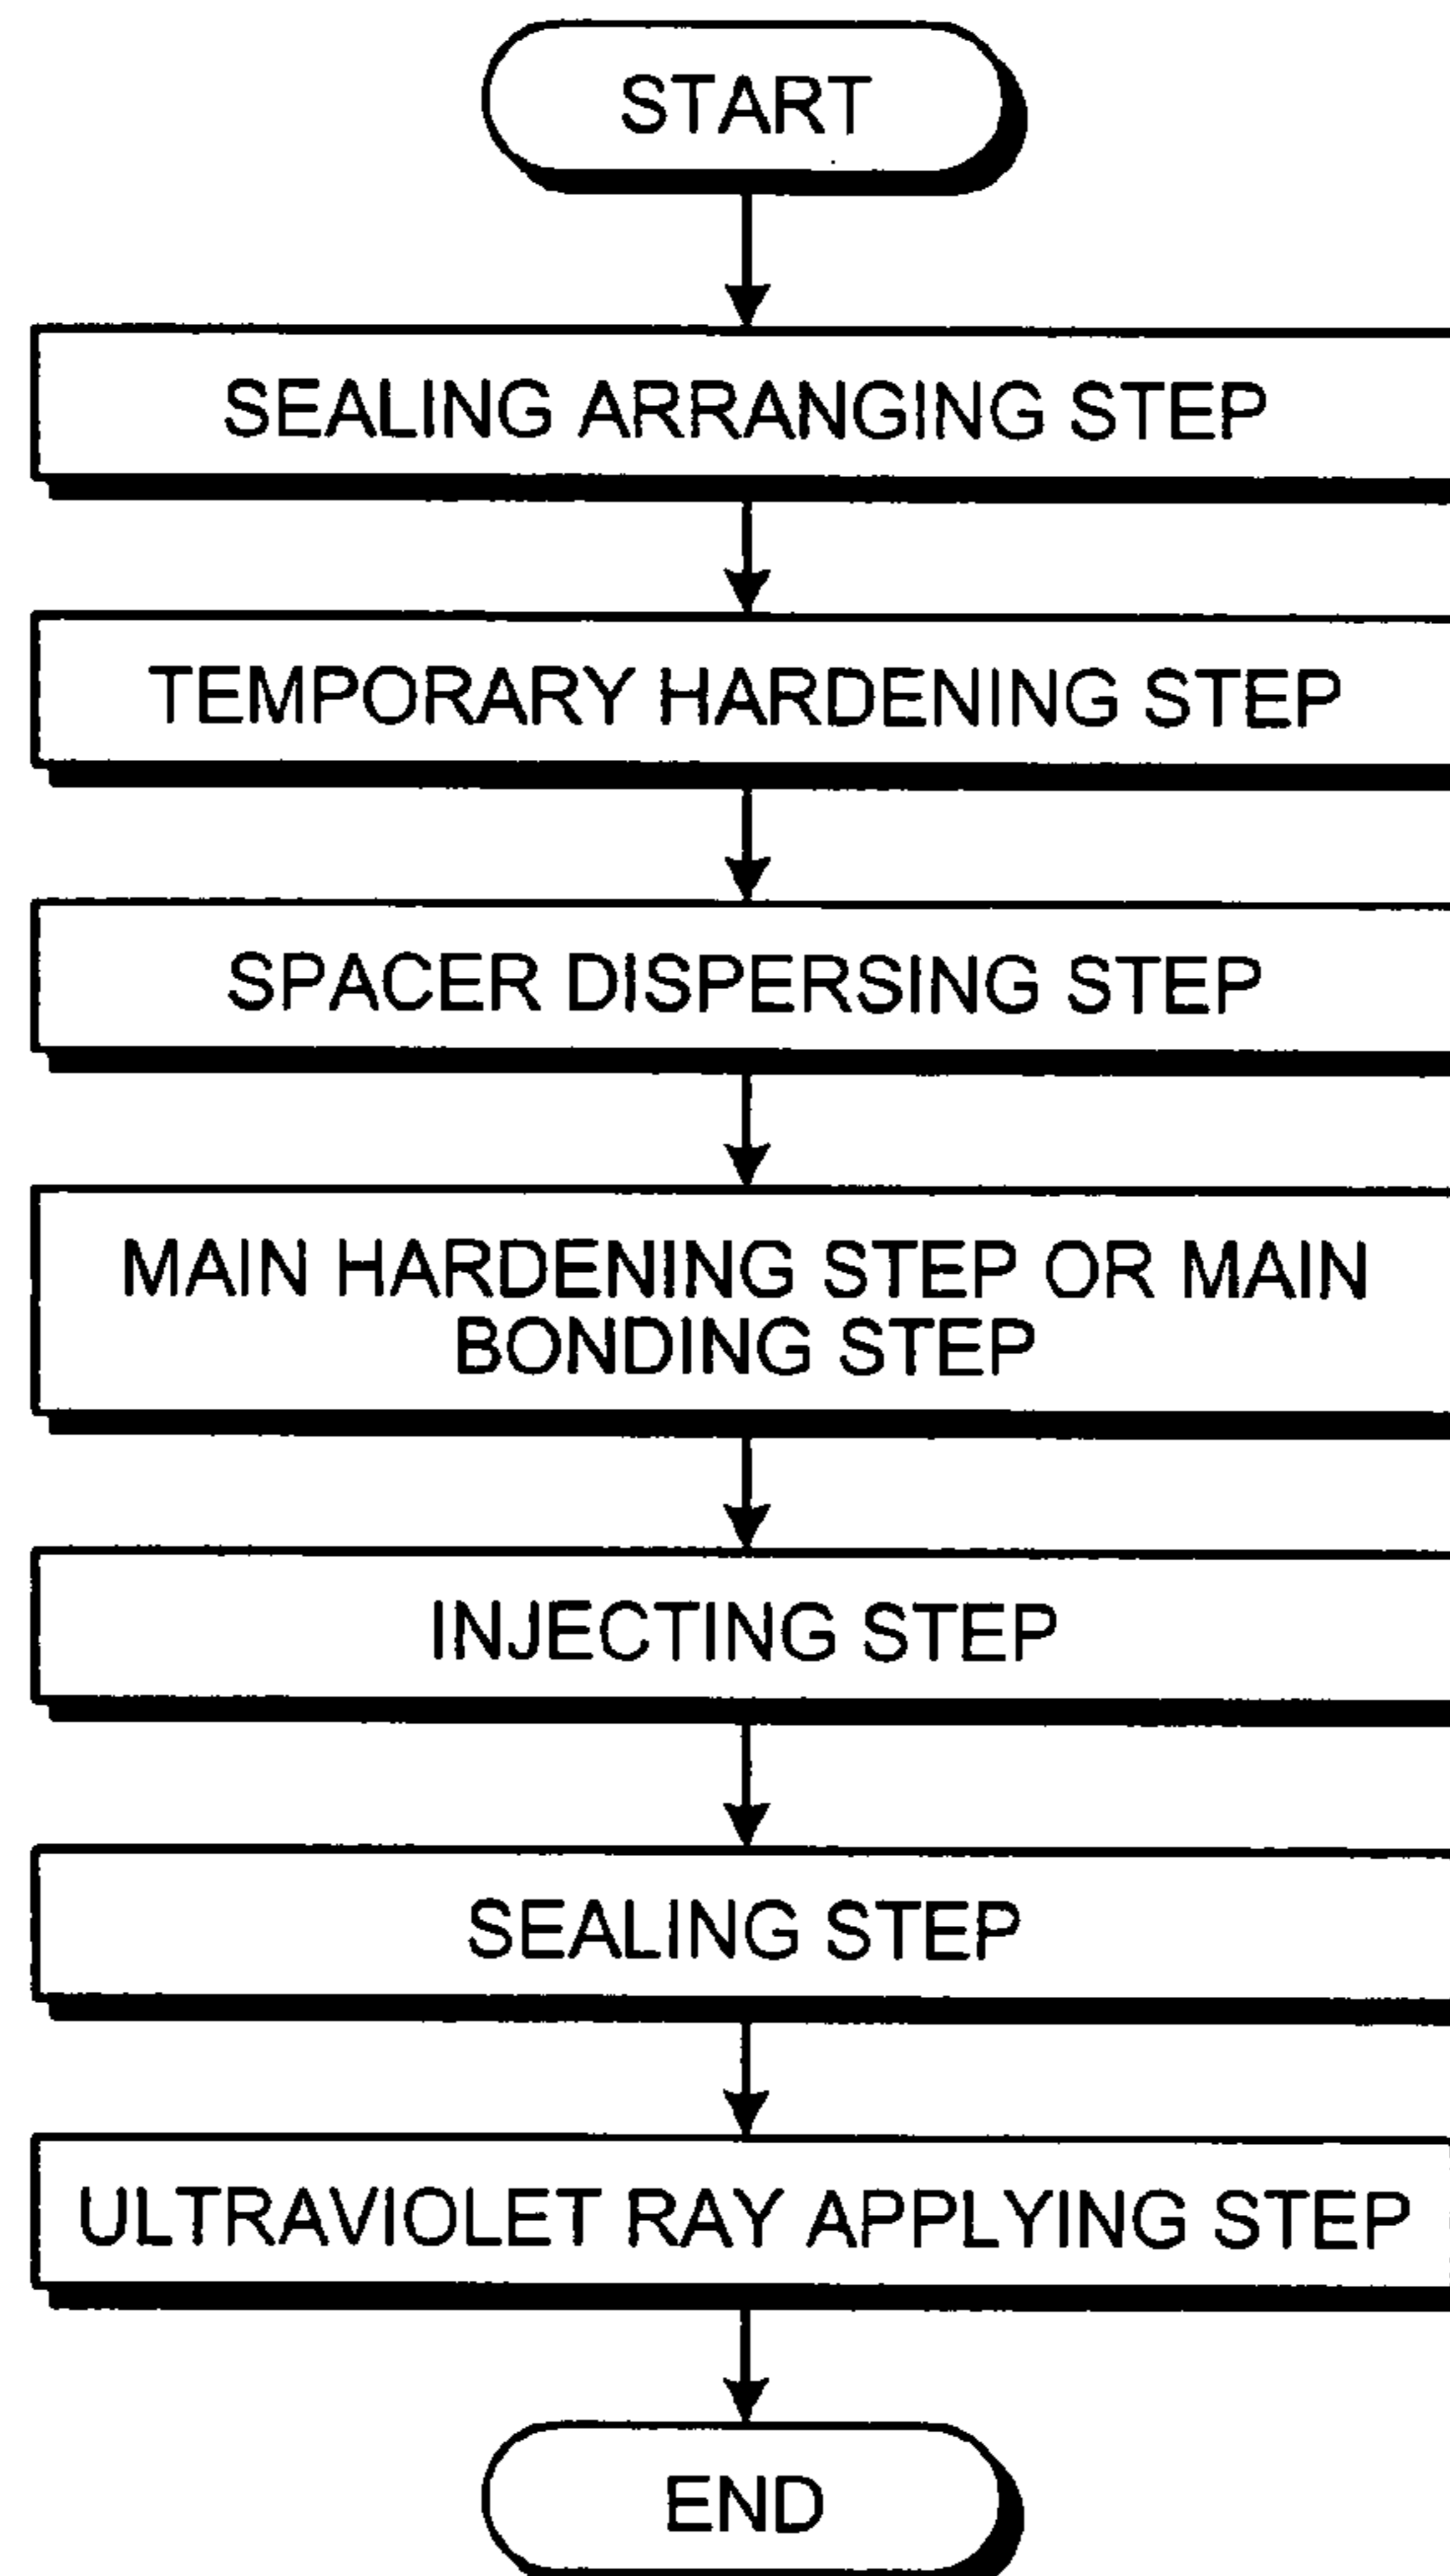 START
SEALING ARRANGING STEP
TEMPORARY HARDENING STEP
SPACER DISPERSING STEP
MAIN HARDENING STEP OR MAIN
BONDING STEP
INJECTING STEP
SEALING STEP
ULTRAVIOLET RAY APPLYING STEP
END